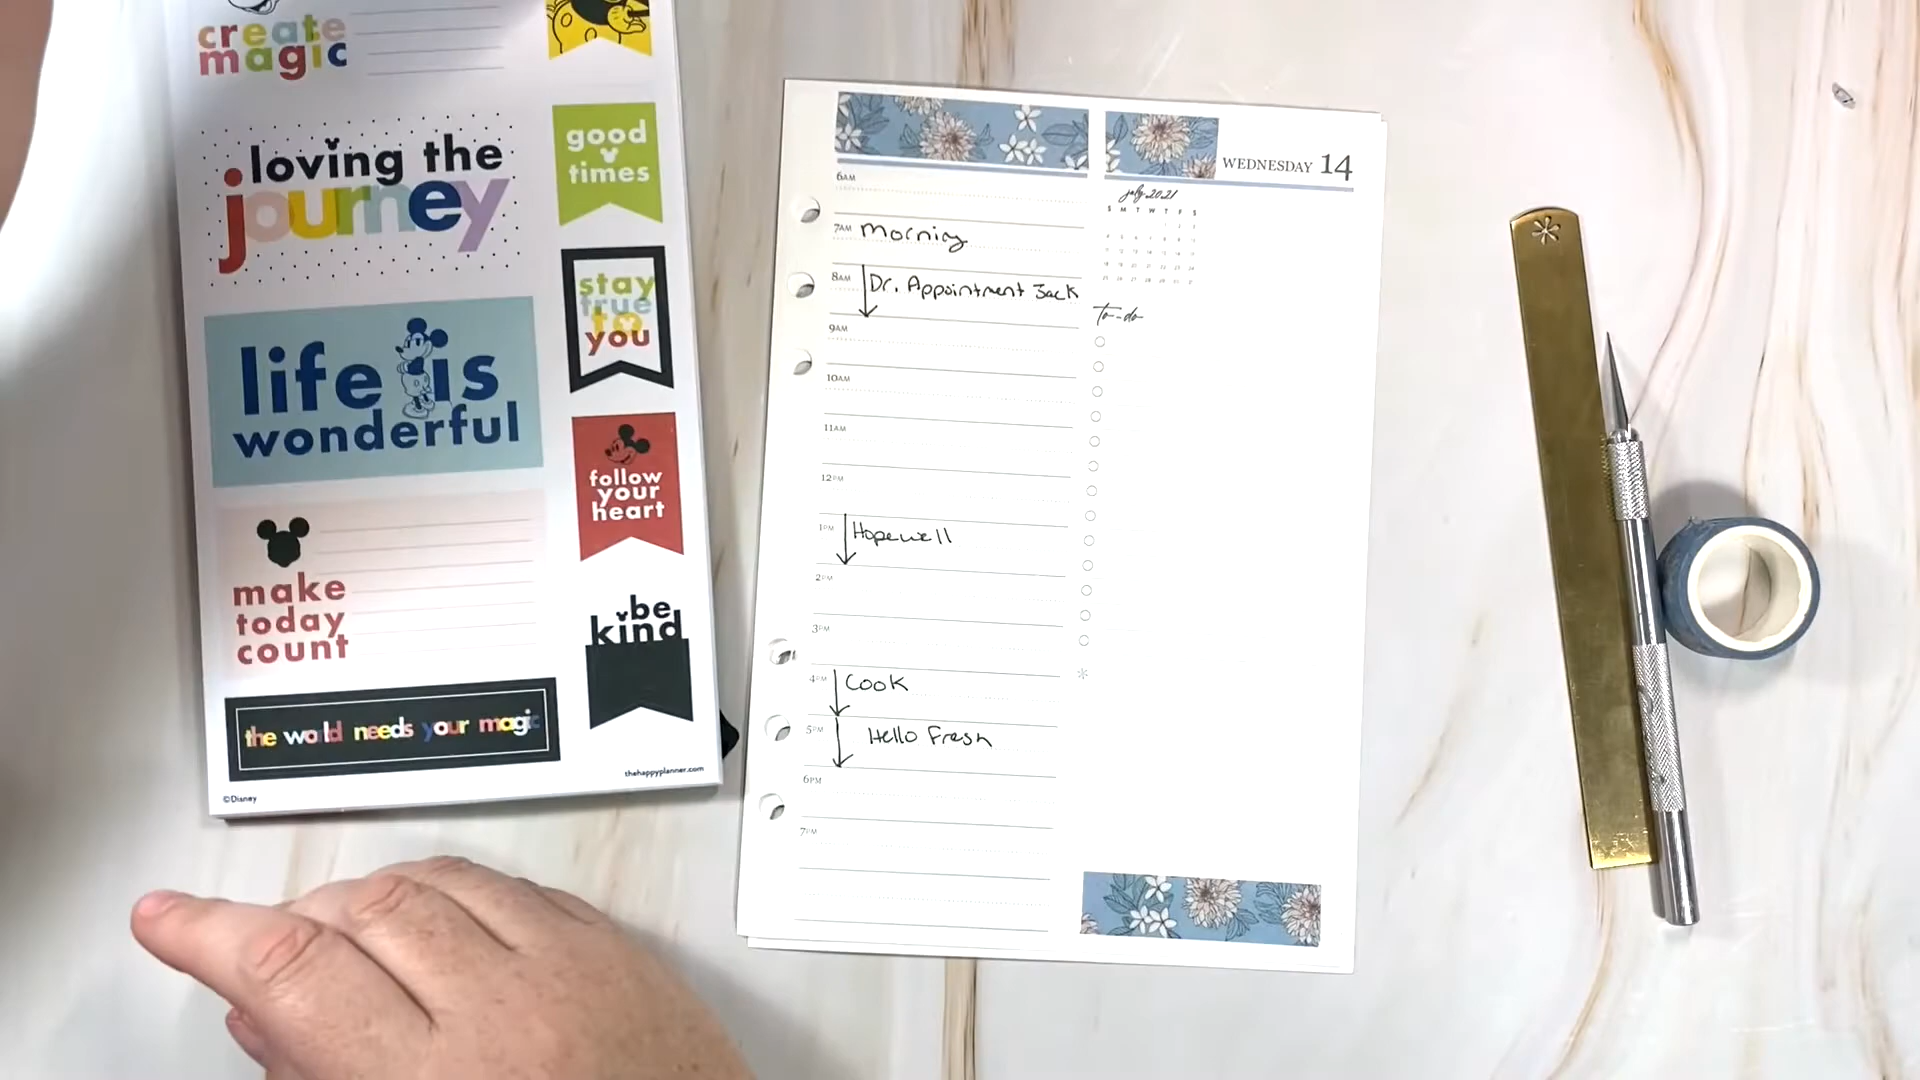 create
magic
loving the
journey
life is
wonderful
make
today
count
the world needs your magic
©Disney
good
times
stay
true
to
you
follow
your
heart
be
kind
thehappyplanner.com
WEDNESDAY 14
july 2021
S M T W T F S
to-do
6AM
7AM Morning
8AM Dr. Appointment Jack
9AM
10AM
11AM
12PM
1PM Hopewell
2PM
3PM
4PM Cook
5PM Hello Fresh
6PM
7PM